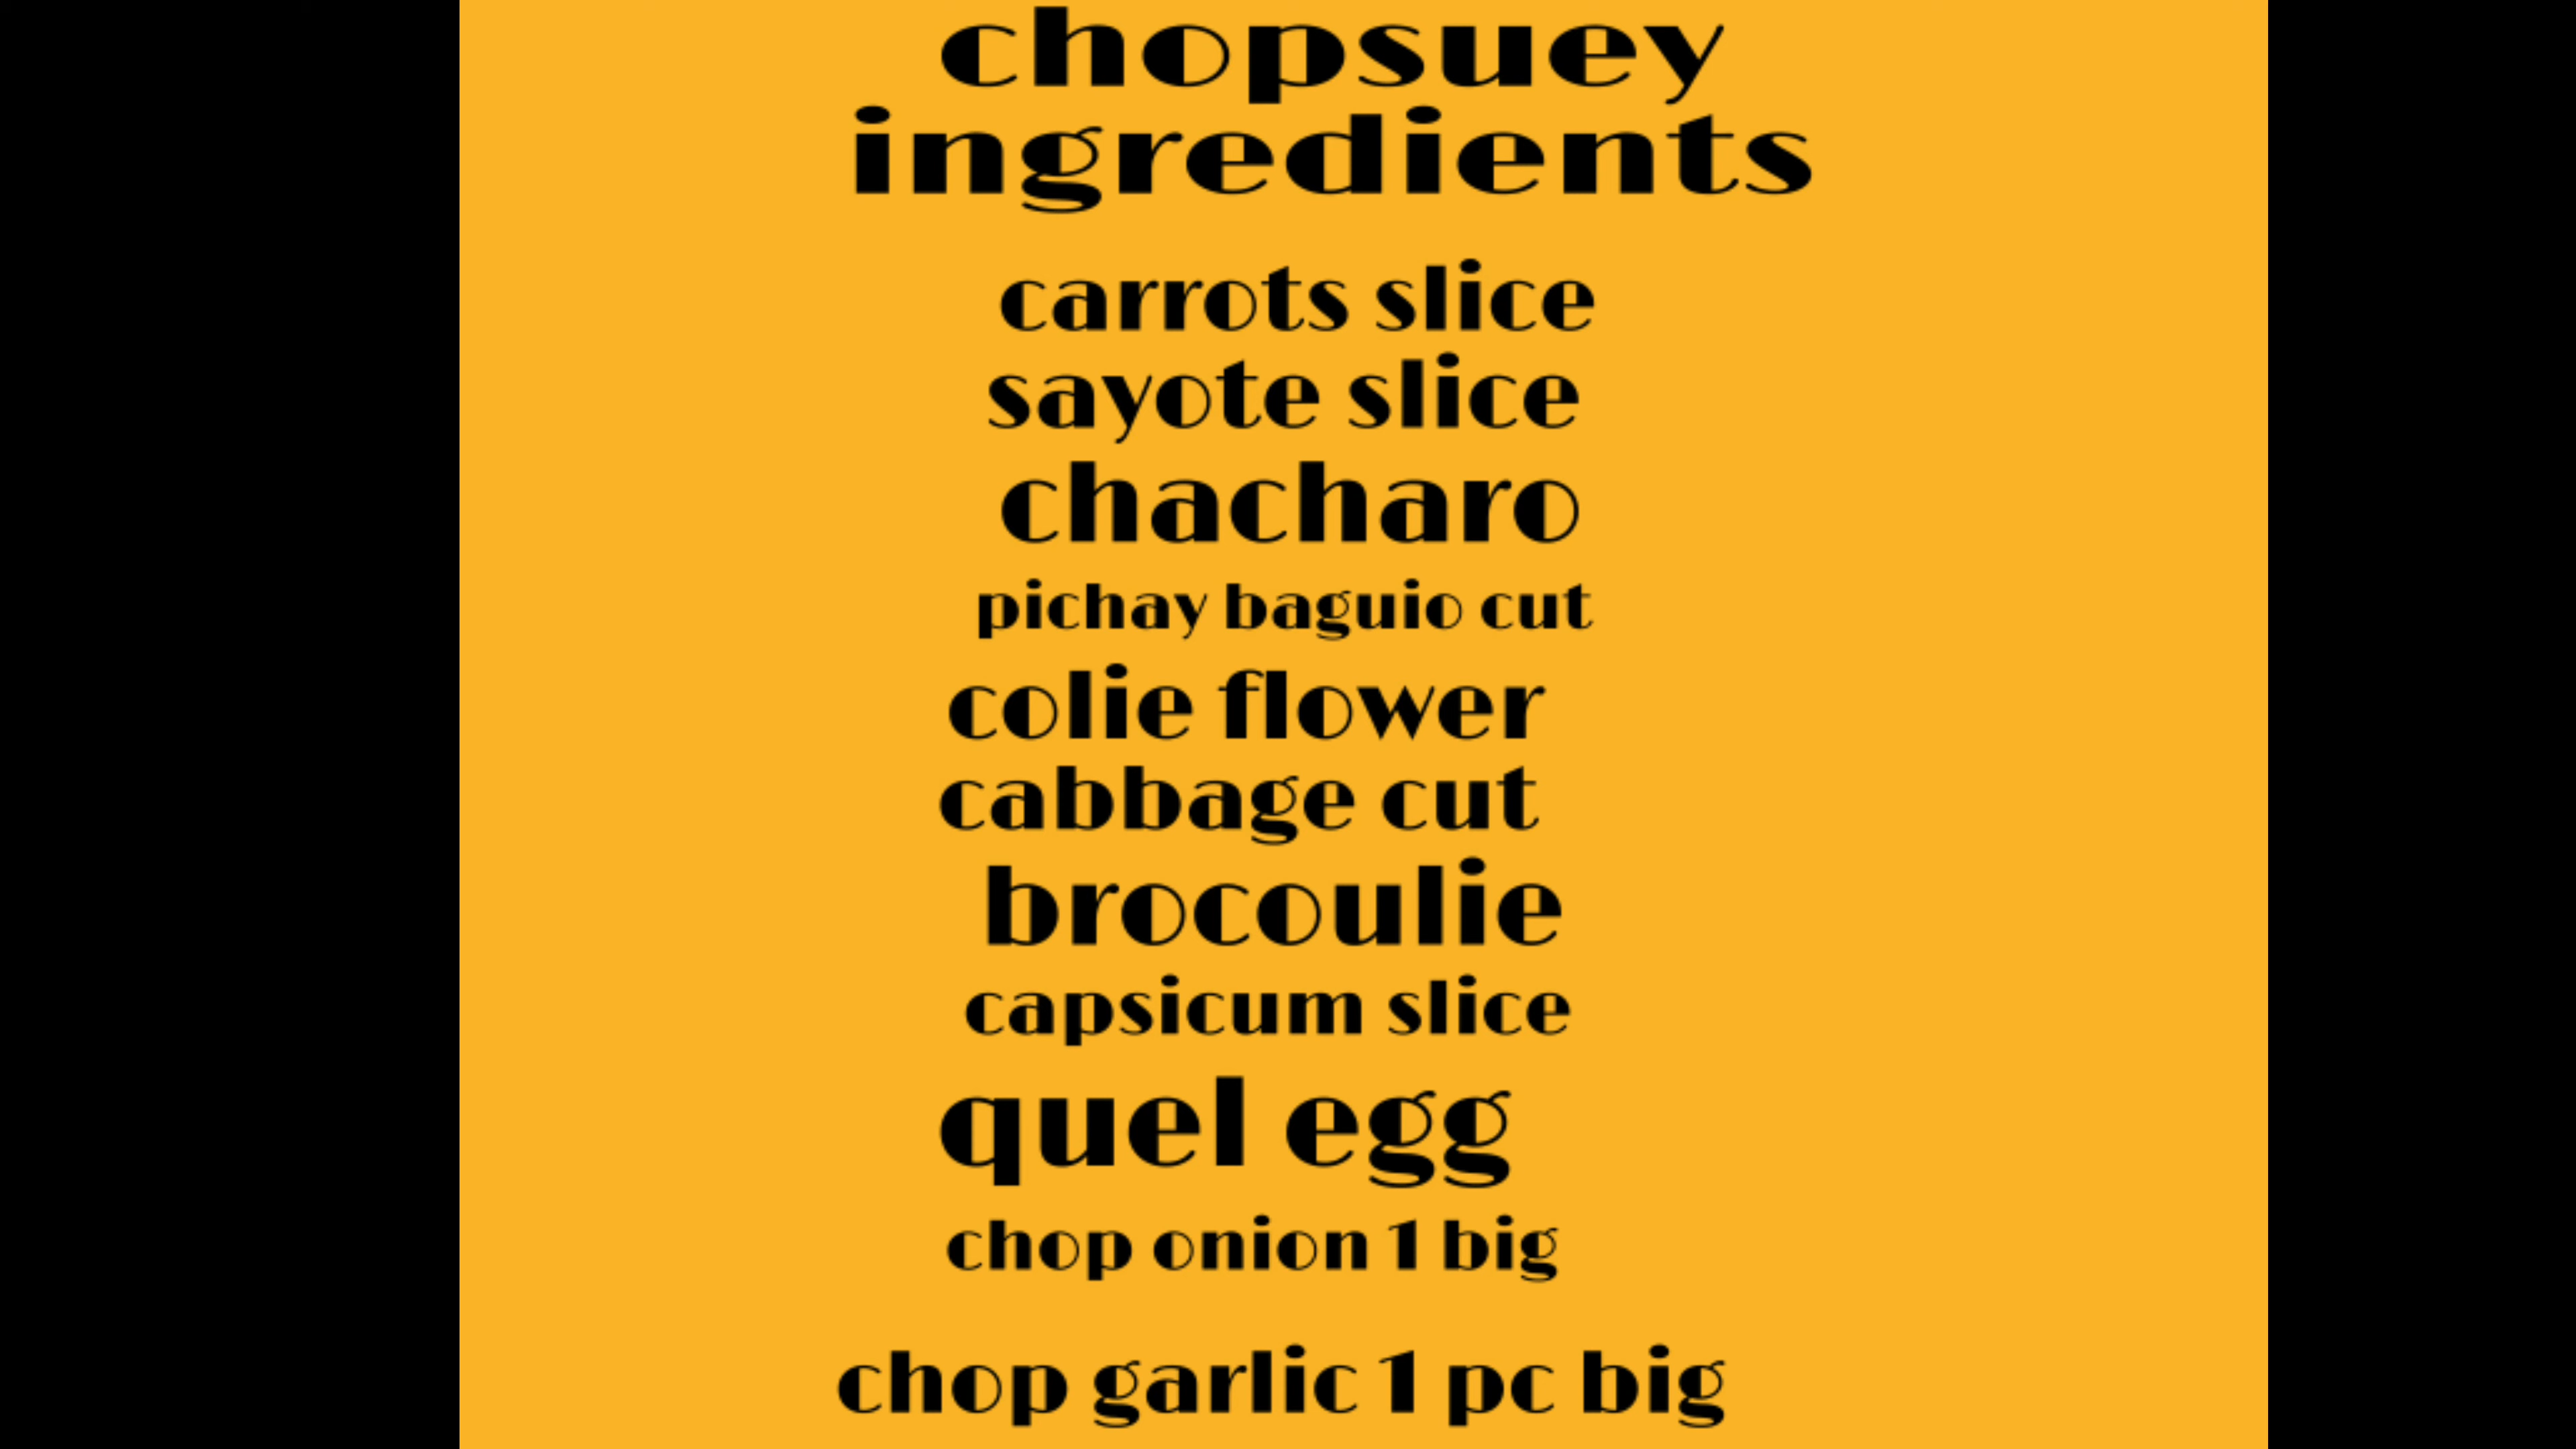 chopsuey
ingredients
carrots slice
sayote slice
chacharo
pichay baguio cut
colie flower
cabbage cut
brocoulie
capsicum slice
quel egg
chop onion 1 big
chop garlic 1 pc big